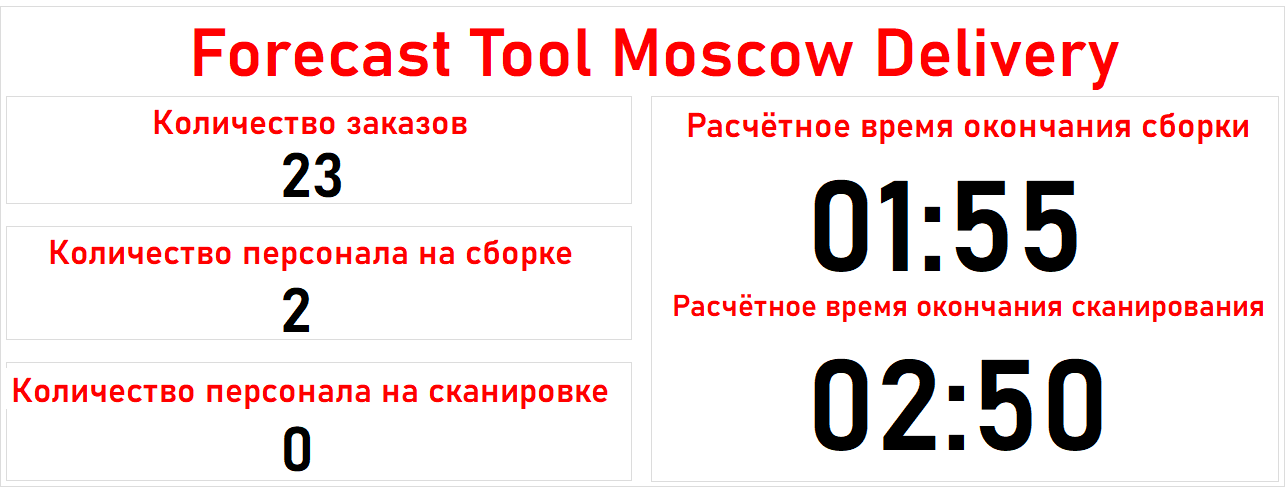 Forecast Tool Moscow Delivery
Количество заказов
23
Количество персонала на сборке
2
Количество персонала на сканировке
0
Расчётное время окончания сборки
01:55
Расчётное время окончания сканирования
02:50